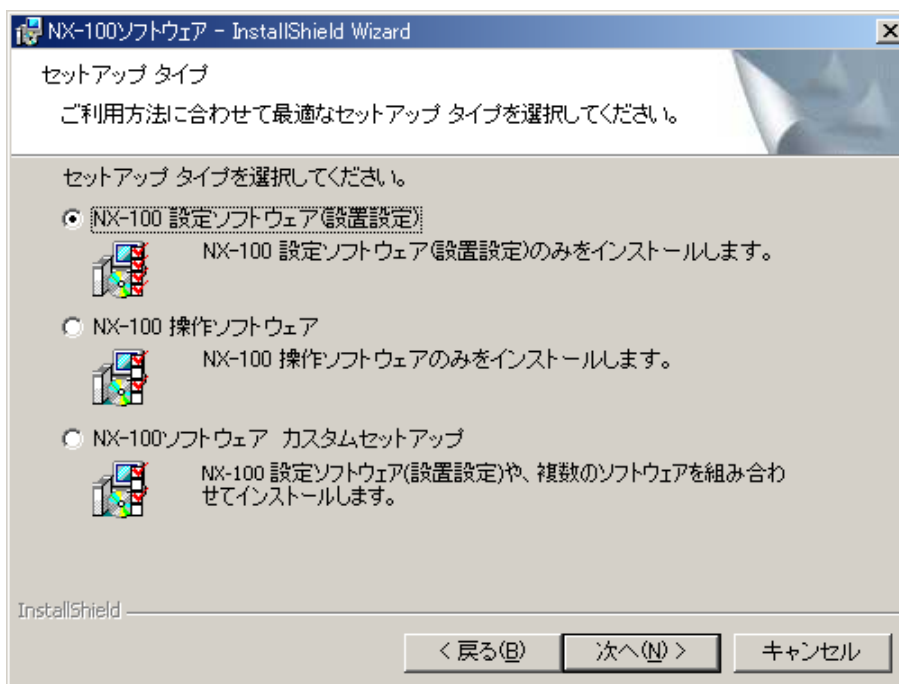 NX-100ソフトウェア - InstallShield Wizard
セットアップ タイプ
ご利用方法に合わせて最適なセットアップ タイプを選択してください。
セットアップ タイプを選択してください。
NX-100 設定ソフトウェア(設置設定)
NX-100 設定ソフトウェア(設置設定)のみをインストールします。
NX-100 操作ソフトウェア
NX-100 操作ソフトウェアのみをインストールします。
NX-100ソフトウェア カスタムセットアップ
NX-100 設定ソフトウェア(設置設定)や、複数のソフトウェアを組み合わ
せてインストールします。
InstallShield
< 戻る(B)
次へ(N) >
キャンセル